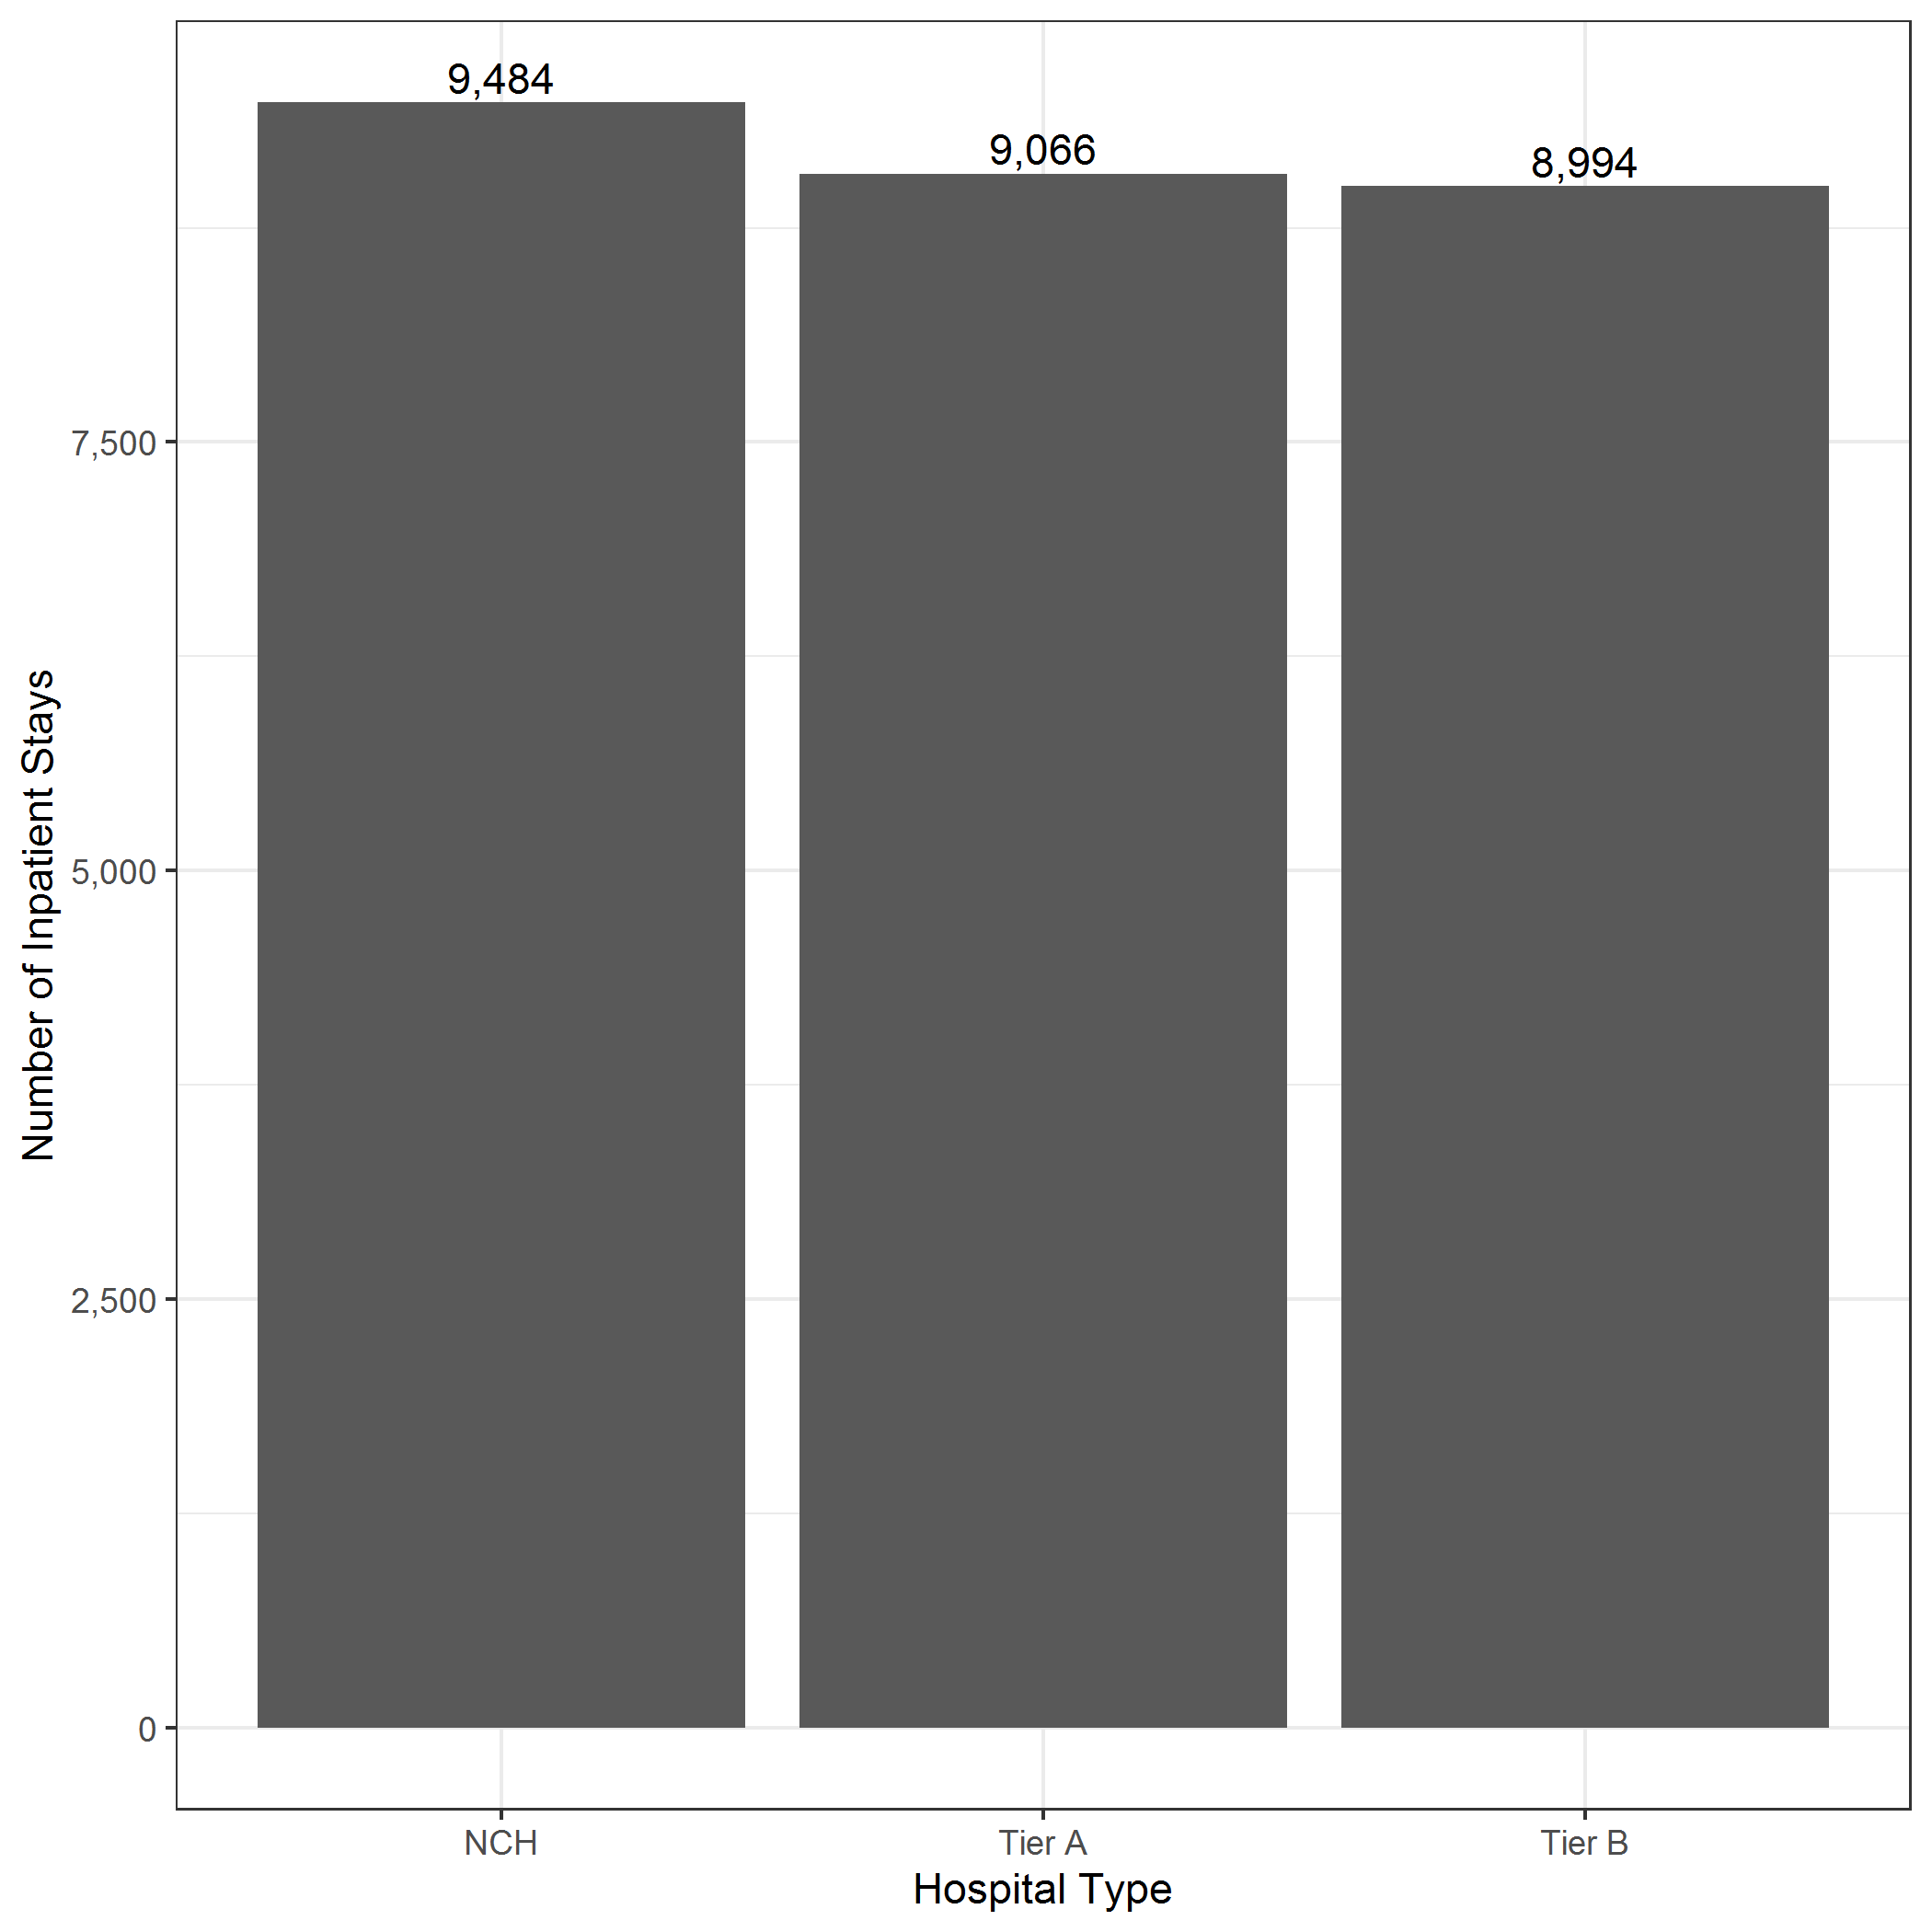 9,484
9,066
8,994
7,500
5,000
2,500
0
Number of Inpatient Stays
NCH
Tier A
Tier B
Hospital Type